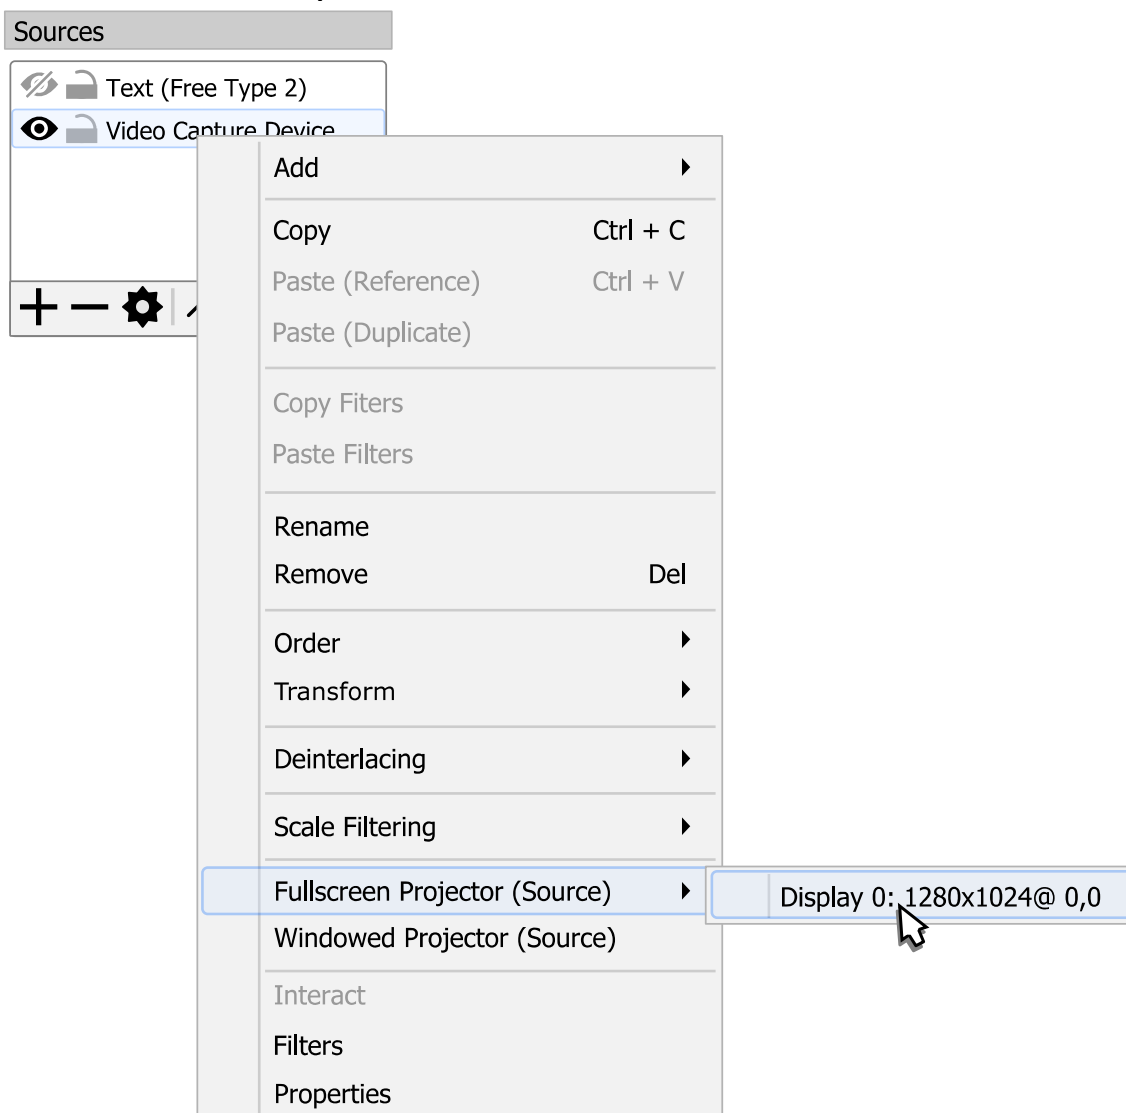 Sources
Text (Free Type 2)
Video Capture Device
Add
Copy Ctrl + C
Paste (Reference) Ctrl + V
Paste (Duplicate)
Copy Fiters
Paste Filters
Rename
Remove Del
Order
Transform
Deinterlacing
Scale Filtering
Fullscreen Projector (Source)
Display 0: 1280x1024@ 0,0
Windowed Projector (Source)
Interact
Filters
Properties